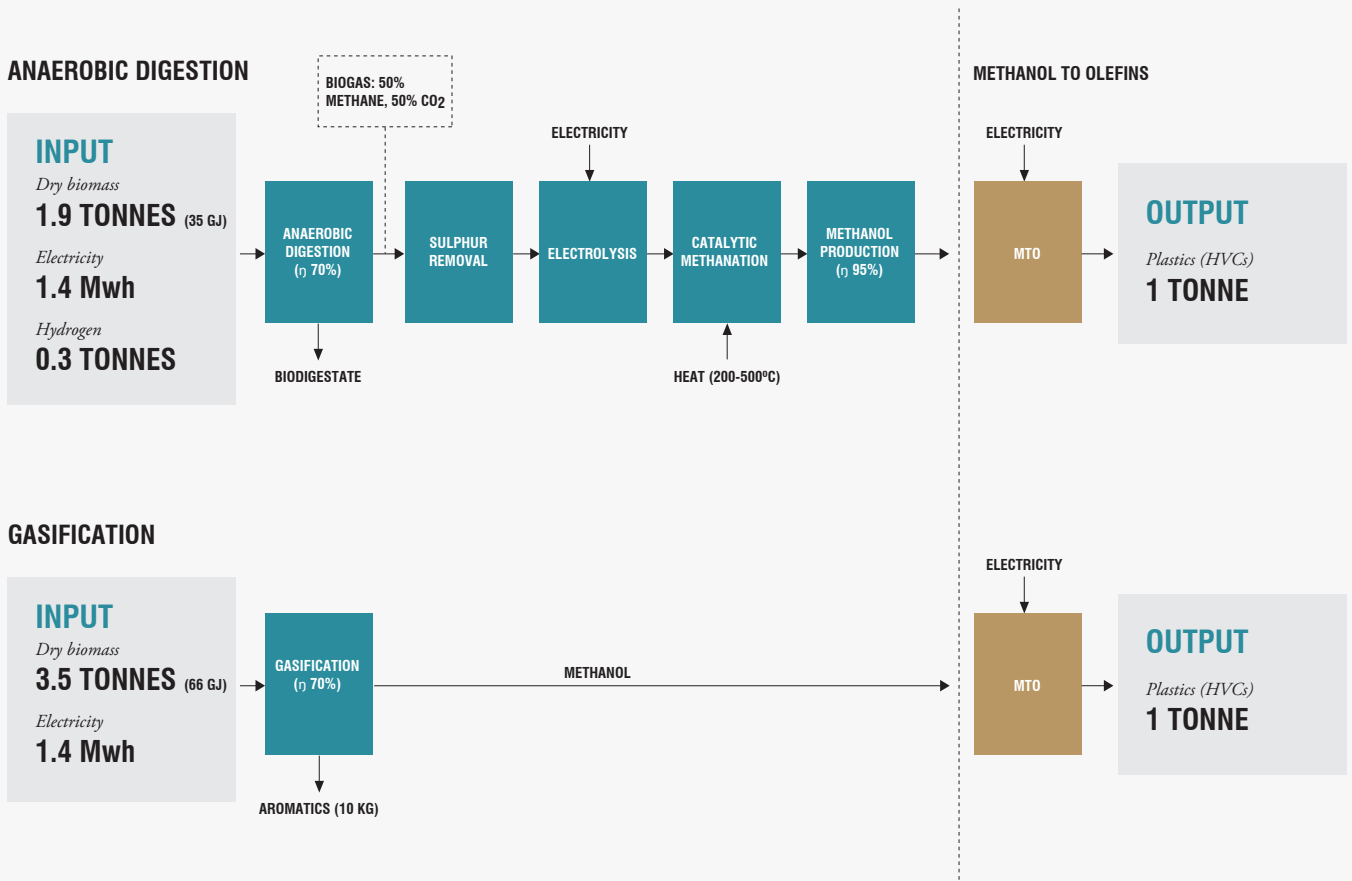 ANAEROBIC DIGESTION
BIOGAS: 50%
METHANE, 50% CO2
METHANOL TO OLEFINS
INPUT
Dry biomass
1.9 TONNES (35 GJ)
Electricity
1.4 Mwh
Hydrogen
0.3 TONNES
ANAEROBIC
DIGESTION
(η 70%)
BIODIGESTATE
SULPHUR
REMOVAL
ELECTRICITY
ELECTROLYSIS
CATALYTIC
METHANATION
HEAT (200-500ºC)
METHANOL
PRODUCTION
(η 95%)
ELECTRICITY
MTO
OUTPUT
Plastics (HVCs)
1 TONNE
GASIFICATION
INPUT
Dry biomass
3.5 TONNES (66 GJ)
Electricity
1.4 Mwh
GASIFICATION
(η 70%)
AROMATICS (10 KG)
METHANOL
ELECTRICITY
MTO
OUTPUT
Plastics (HVCs)
1 TONNE